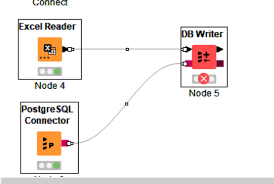 Connect
Excel Reader
DB Writer
Node 4
Node 5
PostgreSQL
Connector